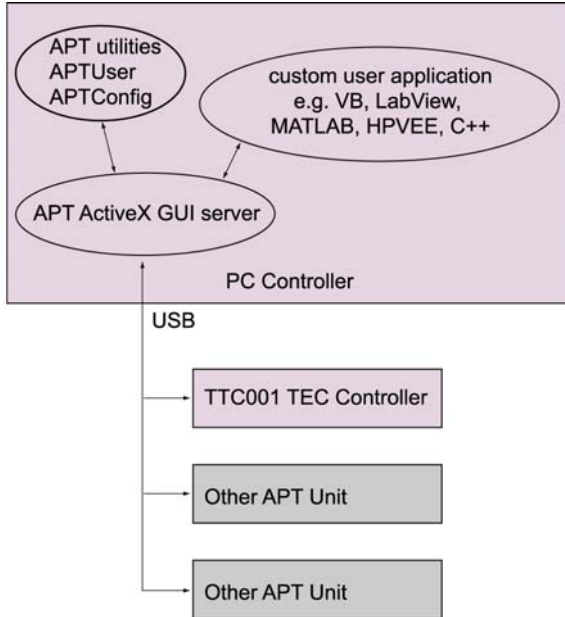 APT utilities
APTUser
APTConfig
custom user application
e.g. VB, LabView,
MATLAB, HPVEE, C++
APT ActiveX GUI server
PC Controller
USB
TTC001 TEC Controller
Other APT Unit
Other APT Unit